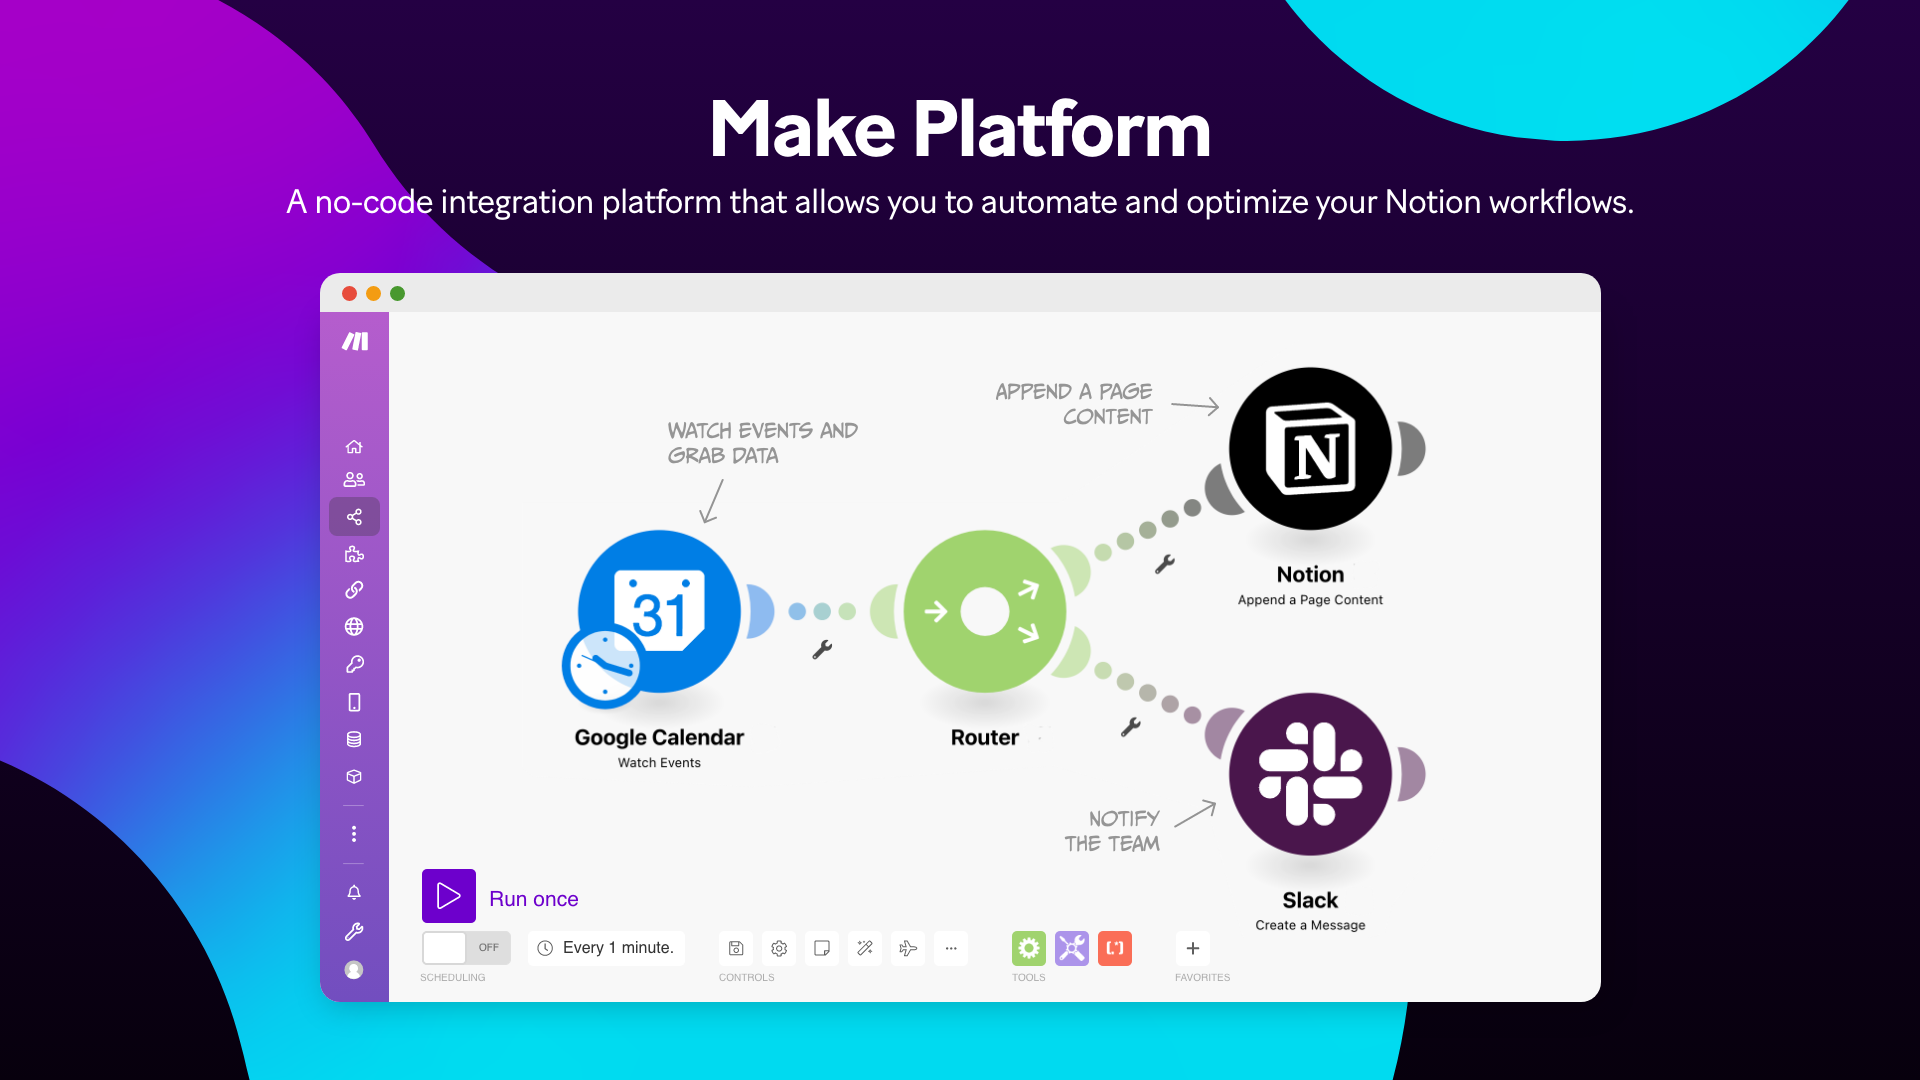 Make Platform
A no-code integration platform that allows you to automate and optimize your Notion workflows.
APPEND A PAGE
CONTENT
WATCH EVENTS AND
GRAB DATA
N
31
Notion
Append a Page Content
Google Calendar
Watch Events
Router
NOTIFY
THE TEAM
Slack
Create a Message
Run once
OFF
Every 1 minute.
SCHEDULING
CONTROLS
TOOLS
FAVORITES